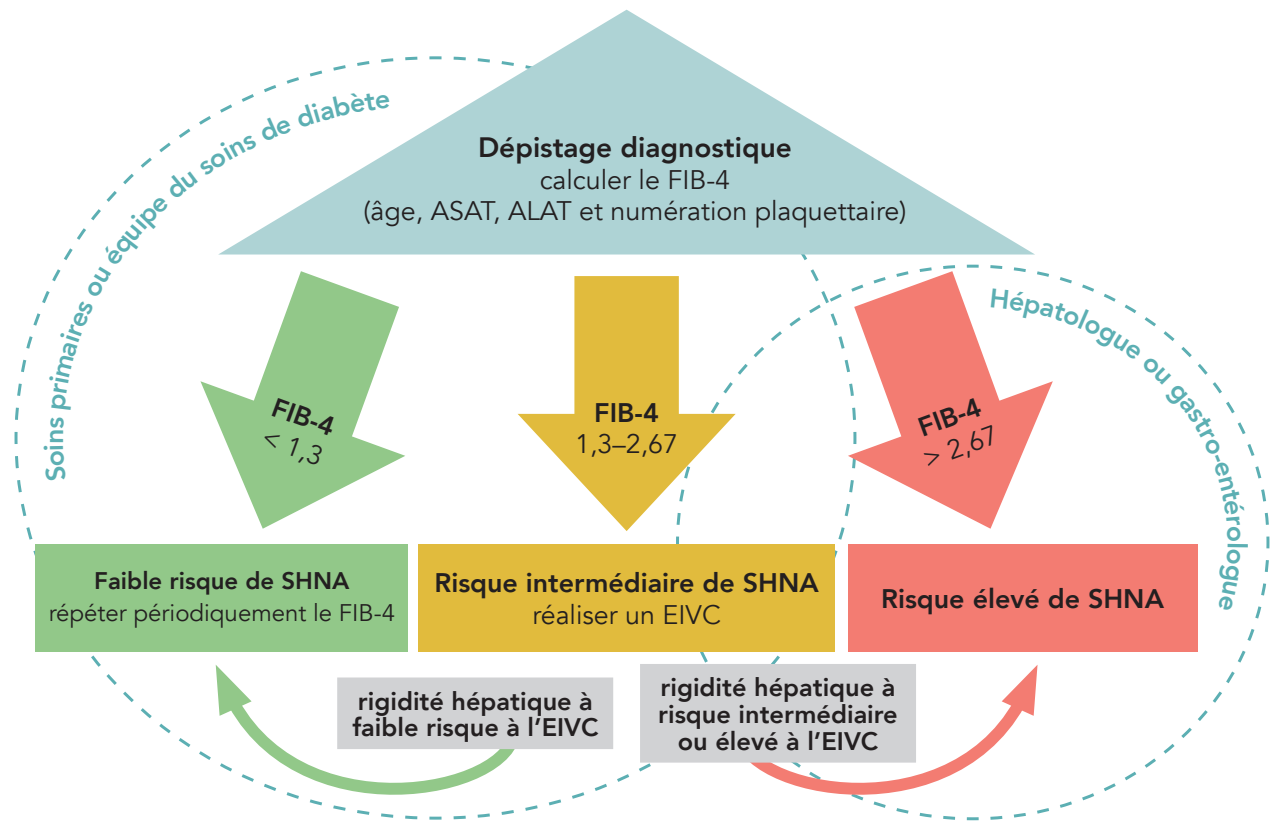 Soins primaires ou équipe du soins de diabète
Dépistage diagnostique
calculer le FIB-4
(âge, ASAT, ALAT et numération plaquettaire)
Hépatologue ou gastro-entérologue
FIB-4
< 1,3
FIB-4
1,3–2,67
FIB-4
> 2,67
Faible risque de SHNA
répéter périodiquement le FIB-4
Risque intermédiaire de SHNA
réaliser un EIVC
Risque élevé de SHNA
rigidité hépatique à
faible risque à l'EIVC
rigidité hépatique à
risque intermédiaire
ou élevé à l'EIVC